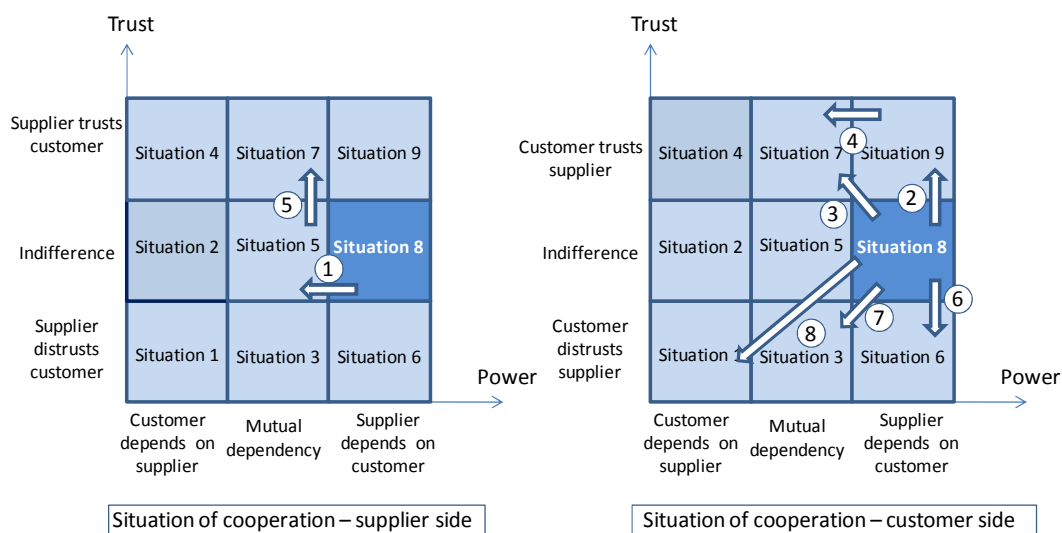 Trust
Supplier trusts
customer
Situation 4
Situation 7
Situation 9
5
Indifference
Situation 2
Situation 5
Situation 8
1
Supplier
distrusts
customer
Situation 1
Situation 3
Situation 6
Power
Customer
depends on
supplier
Mutual
dependency
Supplier
depends on
customer
Situation of cooperation – supplier side
Trust
Customer trusts
supplier
Situation 4
Situation 7
4
Situation 9
3
2
Indifference
Situation 2
Situation 5
Situation 8
6
7
8
Customer
distrusts
supplier
Situation
Situation 3
Situation 6
Power
Customer
depends on
supplier
Mutual
dependency
Supplier
depends on
customer
Situation of cooperation – customer side